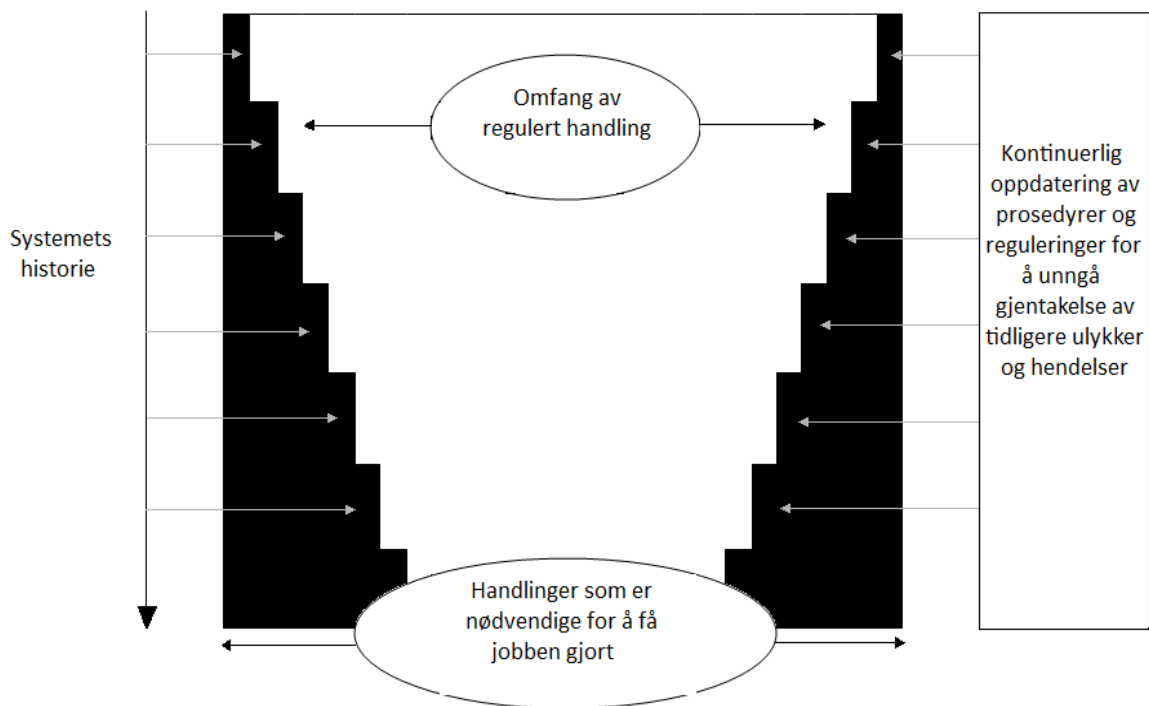 Omfang av
regulert handling
Systemets
historie
Kontinuerlig
oppdatering av
prosedyrer og
reguleringer for
å unngå
gjentakelse av
tidligere ulykker
og hendelser
Handlinger som er
nødvendige for å få
jobben gjort